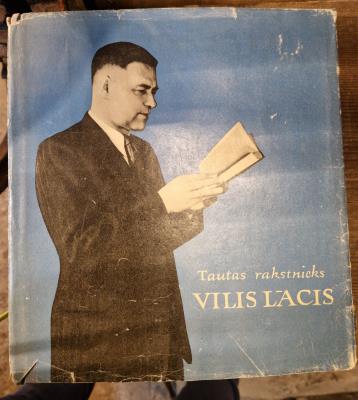 Tautas rakstnieks
VILIS LĀCIS